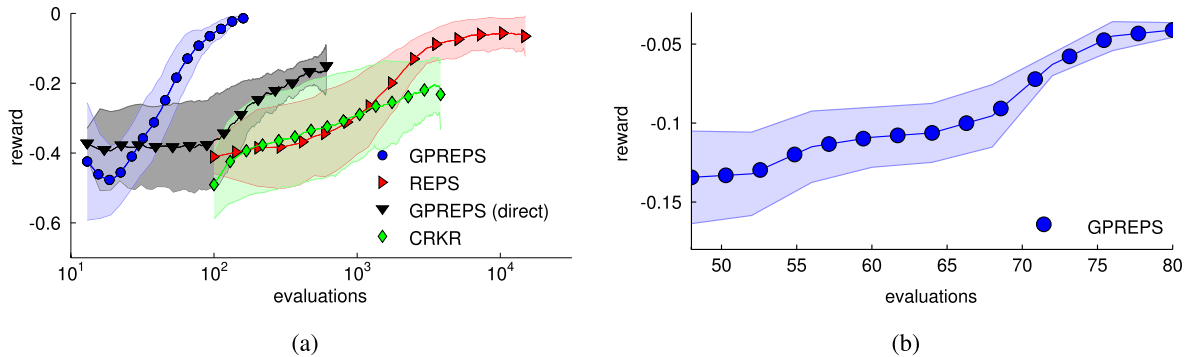 0
-0.2
-0.4
-0.6
reward
10^1
10^2
10^3
10^4
evaluations
GPREPS
REPS
GPREPS (direct)
CRKR
(a)
-0.05
-0.1
-0.15
reward
50
55
60
65
70
75
80
evaluations
GPREPS
(b)